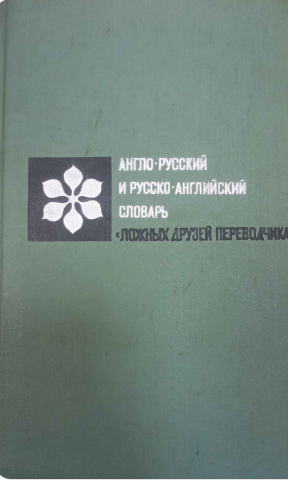 АНГЛО-РУССКИЙ
И РУССКО-АНГЛИЙСКИЙ
СЛОВАРЬ
«ЛОЖНЫХ ДРУЗЕЙ ПЕРЕВОДЧИКА